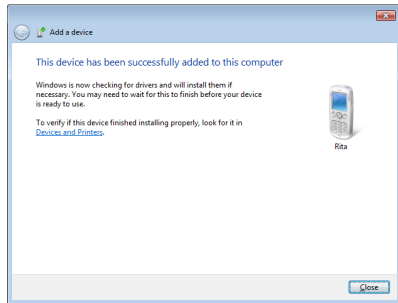 Add a device
This device has been successfully added to this computer
Windows is now checking for drivers and will install them if
necessary. You may need to wait for this to finish before your device
is ready to use.
To verify if this device finished installing properly, look for it in
Devices and Printers.
Rita
Close